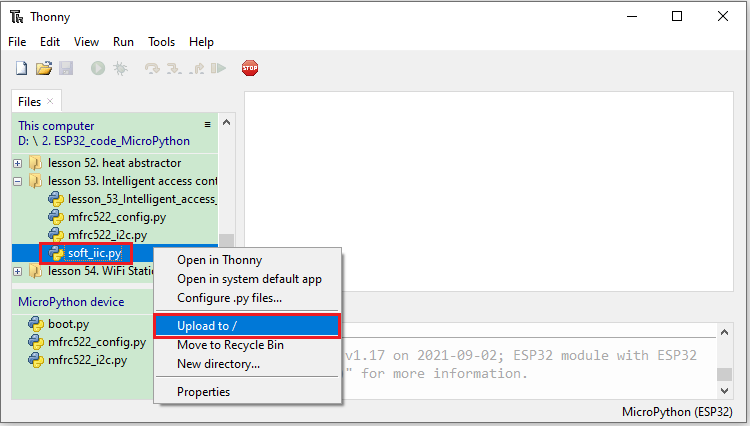 Thonny
File Edit View Run Tools Help
STOP
Files
This computer
D: \ 2. ESP32_code_MicroPython
lesson 52. heat abstractor
lesson 53. Intelligent access cont
lesson_53_Intelligent_access_
mfrc522_config.py
mfrc522_i2c.py
soft_iic.py
lesson 54. WiFi Static
MicroPython device
boot.py
mfrc522_config.py
mfrc522_i2c.py
Open in Thonny
Open in system default app
Configure .py files...
Upload to /
Move to Recycle Bin
New directory...
Properties
v1.17 on 2021-09-02; ESP32 module with ESP32
)" for more information.
MicroPython (ESP32)